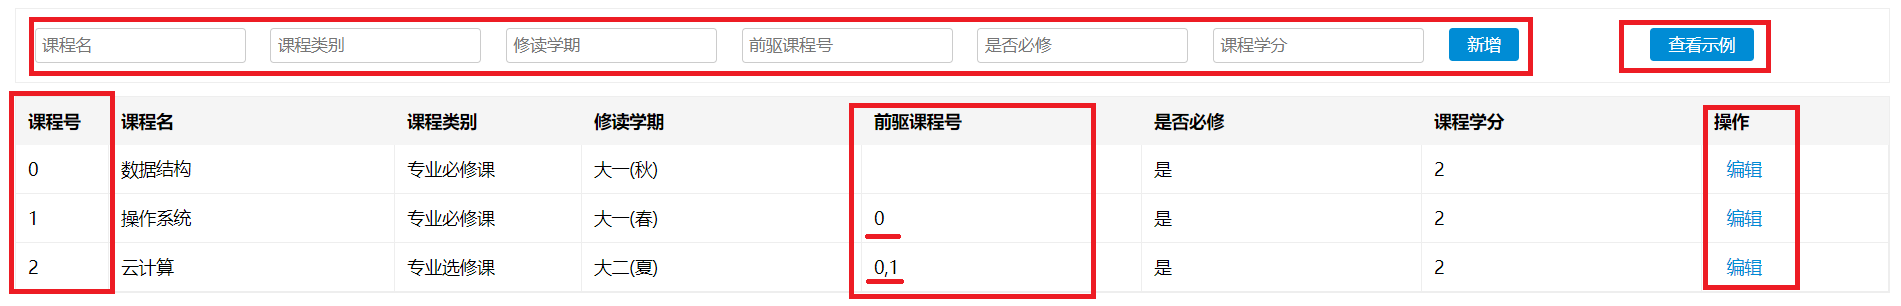 课程名 课程类别 修读学期 前驱课程号 是否必修 课程学分 新增 查看示例
课程号 课程名 课程类别 修读学期 前驱课程号 是否必修 课程学分 操作
0 数据结构 专业必修课 大一(秋) 是 2 编辑
1 操作系统 专业必修课 大一(春) 0 是 2 编辑
2 云计算 专业选修课 大二(夏) 0,1 是 2 编辑